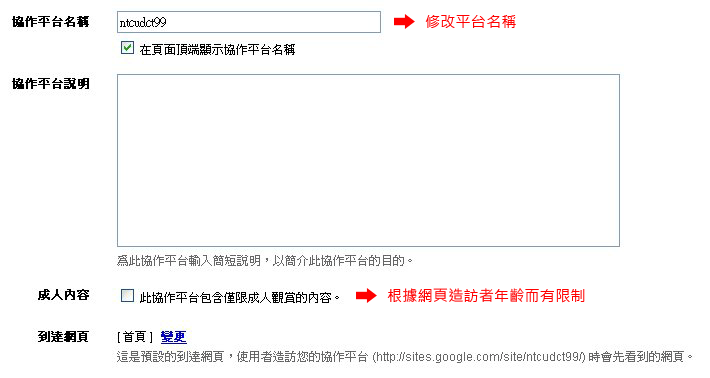 協作平台名稱 ntcudct99 修改平台名稱
在頁面頂端顯示協作平台名稱
協作平台說明
為此協作平台輸入簡短說明，以簡介此協作平台的目的。
成人內容 此協作平台包含僅限成人觀賞的內容。 根據網頁造訪者年齡而有限制
到達網頁 [ 首頁 ] 變更
這是預設的到達網頁，使用者造訪您的協作平台 (http://sites.google.com/site/ntcudct99/) 時會先看到的網頁。